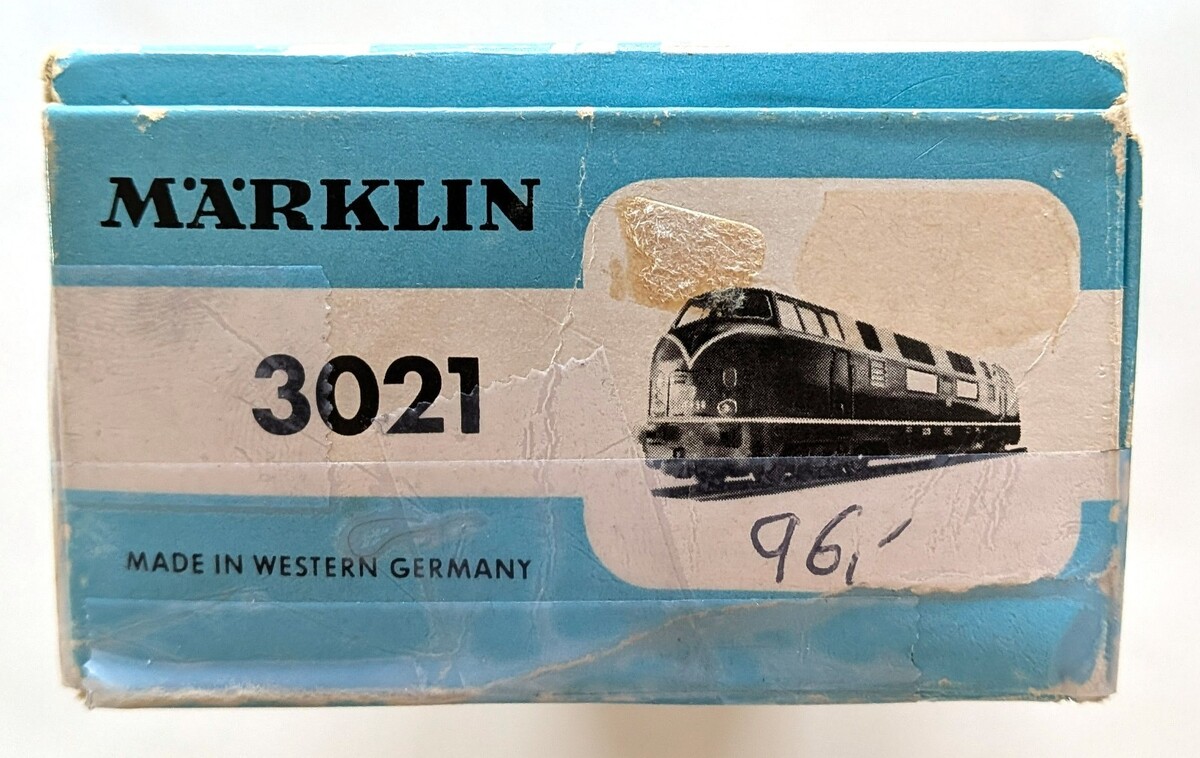 MÄRKLIN
3021
96,-
MADE IN WESTERN GERMANY